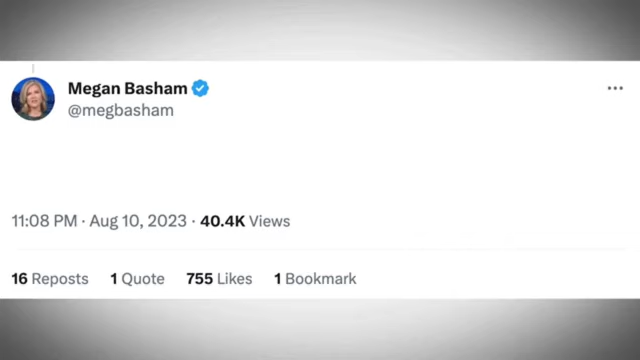 Megan Basham
@megbasham
11:08 PM · Aug 10, 2023 · 40.4K Views
16 Reposts 1 Quote 755 Likes 1 Bookmark